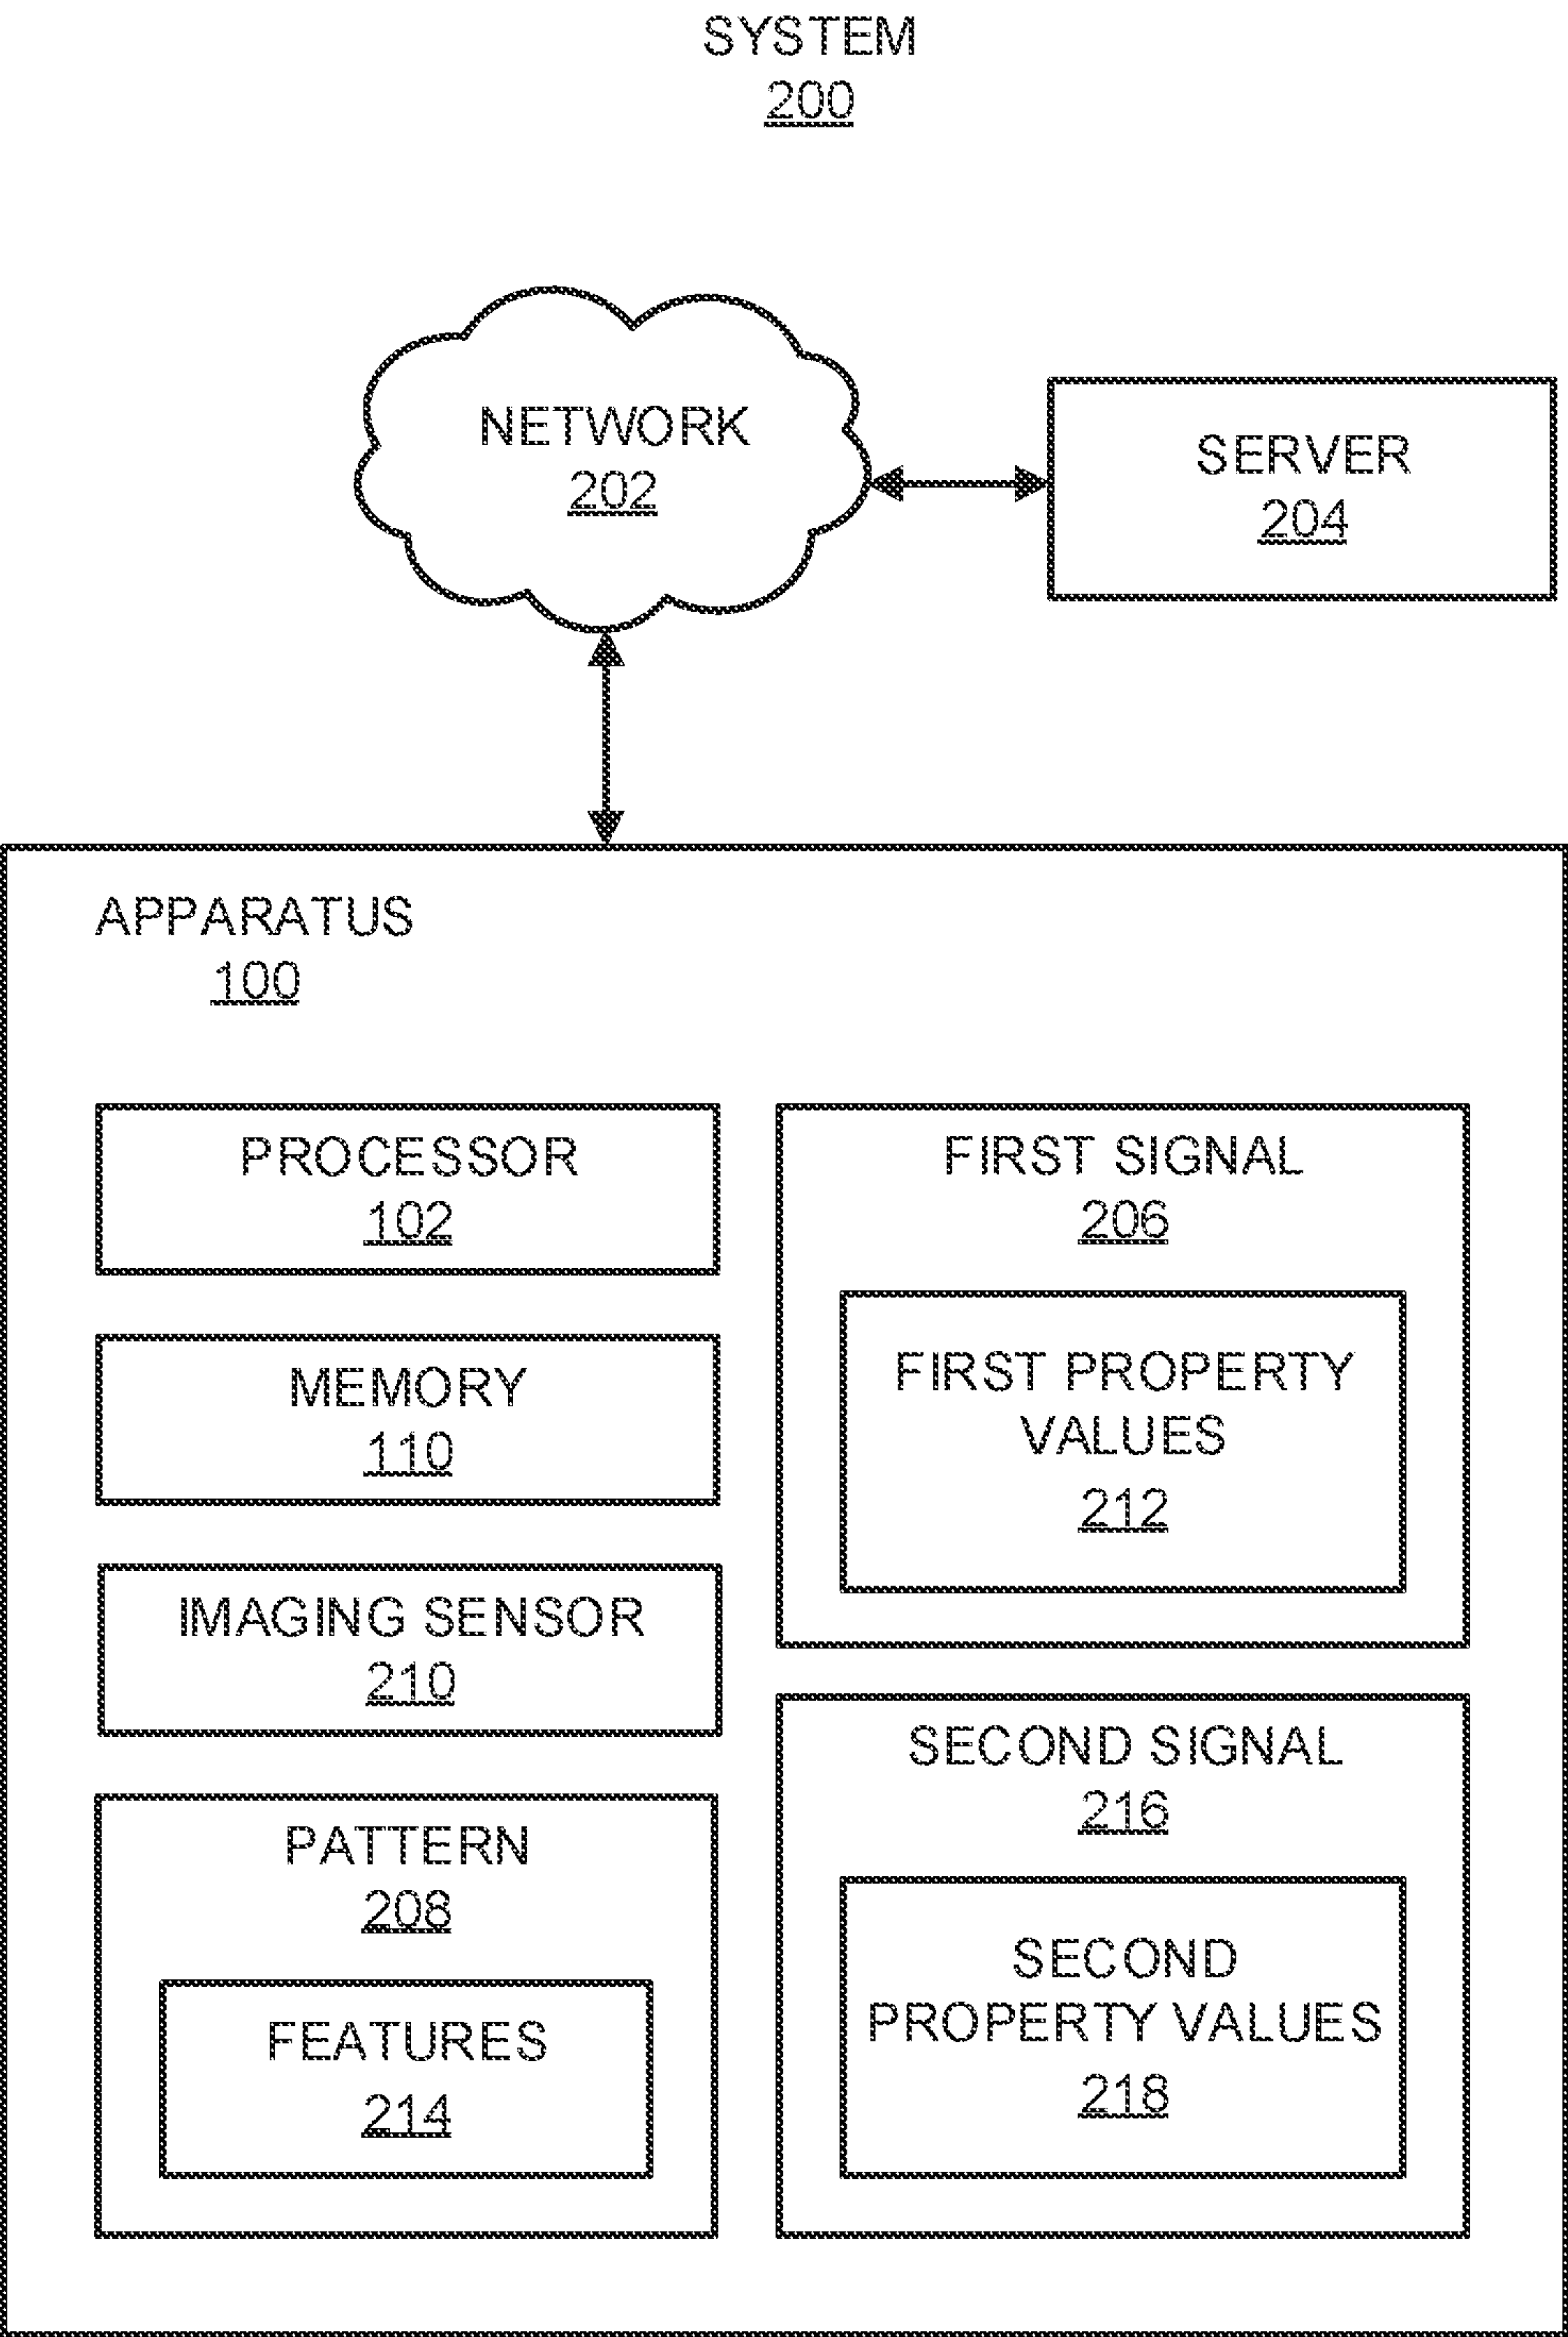 SYSTEM
200
NETWORK
202
SERVER
204
APPARATUS
100
PROCESSOR
102
MEMORY
110
IMAGING SENSOR
210
PATTERN
208
FEATURES
214
FIRST SIGNAL
206
FIRST PROPERTY
VALUES
212
SECOND SIGNAL
216
SECOND
PROPERTY VALUES
218